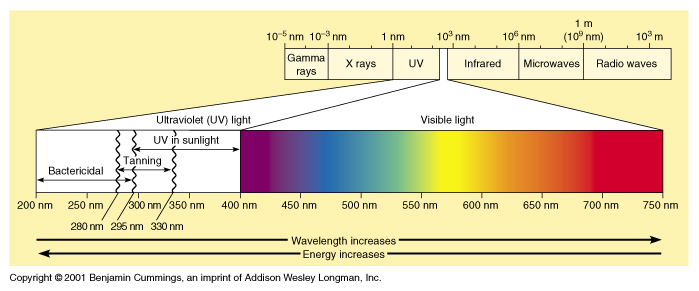 1 m
10⁻⁵ nm 10⁻³ nm 1 nm 10³ nm 10⁶ nm (10⁹ nm) 10³ m
Gamma rays X rays UV Infrared Microwaves Radio waves
Ultraviolet (UV) light Visible light
UV in sunlight
Tanning
Bactericidal
200 nm 250 nm 300 nm 350 nm 400 nm 450 nm 500 nm 550 nm 600 nm 650 nm 700 nm 750 nm
280 nm 295 nm 330 nm
Wavelength increases
Energy increases
Copyright © 2001 Benjamin Cummings, an imprint of Addison Wesley Longman, Inc.